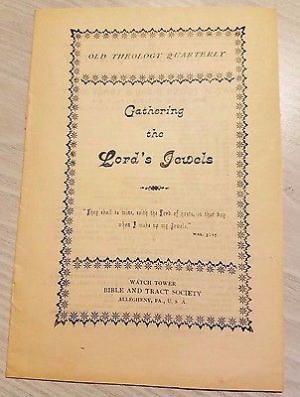 OLD THEOLOGY QUARTERLY
Gathering
the
Lord's Jewels
"They shall be mine, saith the Lord of hosts, in that day
when I make up my Jewels."
WATCH TOWER
BIBLE AND TRACT SOCIETY
ALLEGHENY, PA., U. S. A.